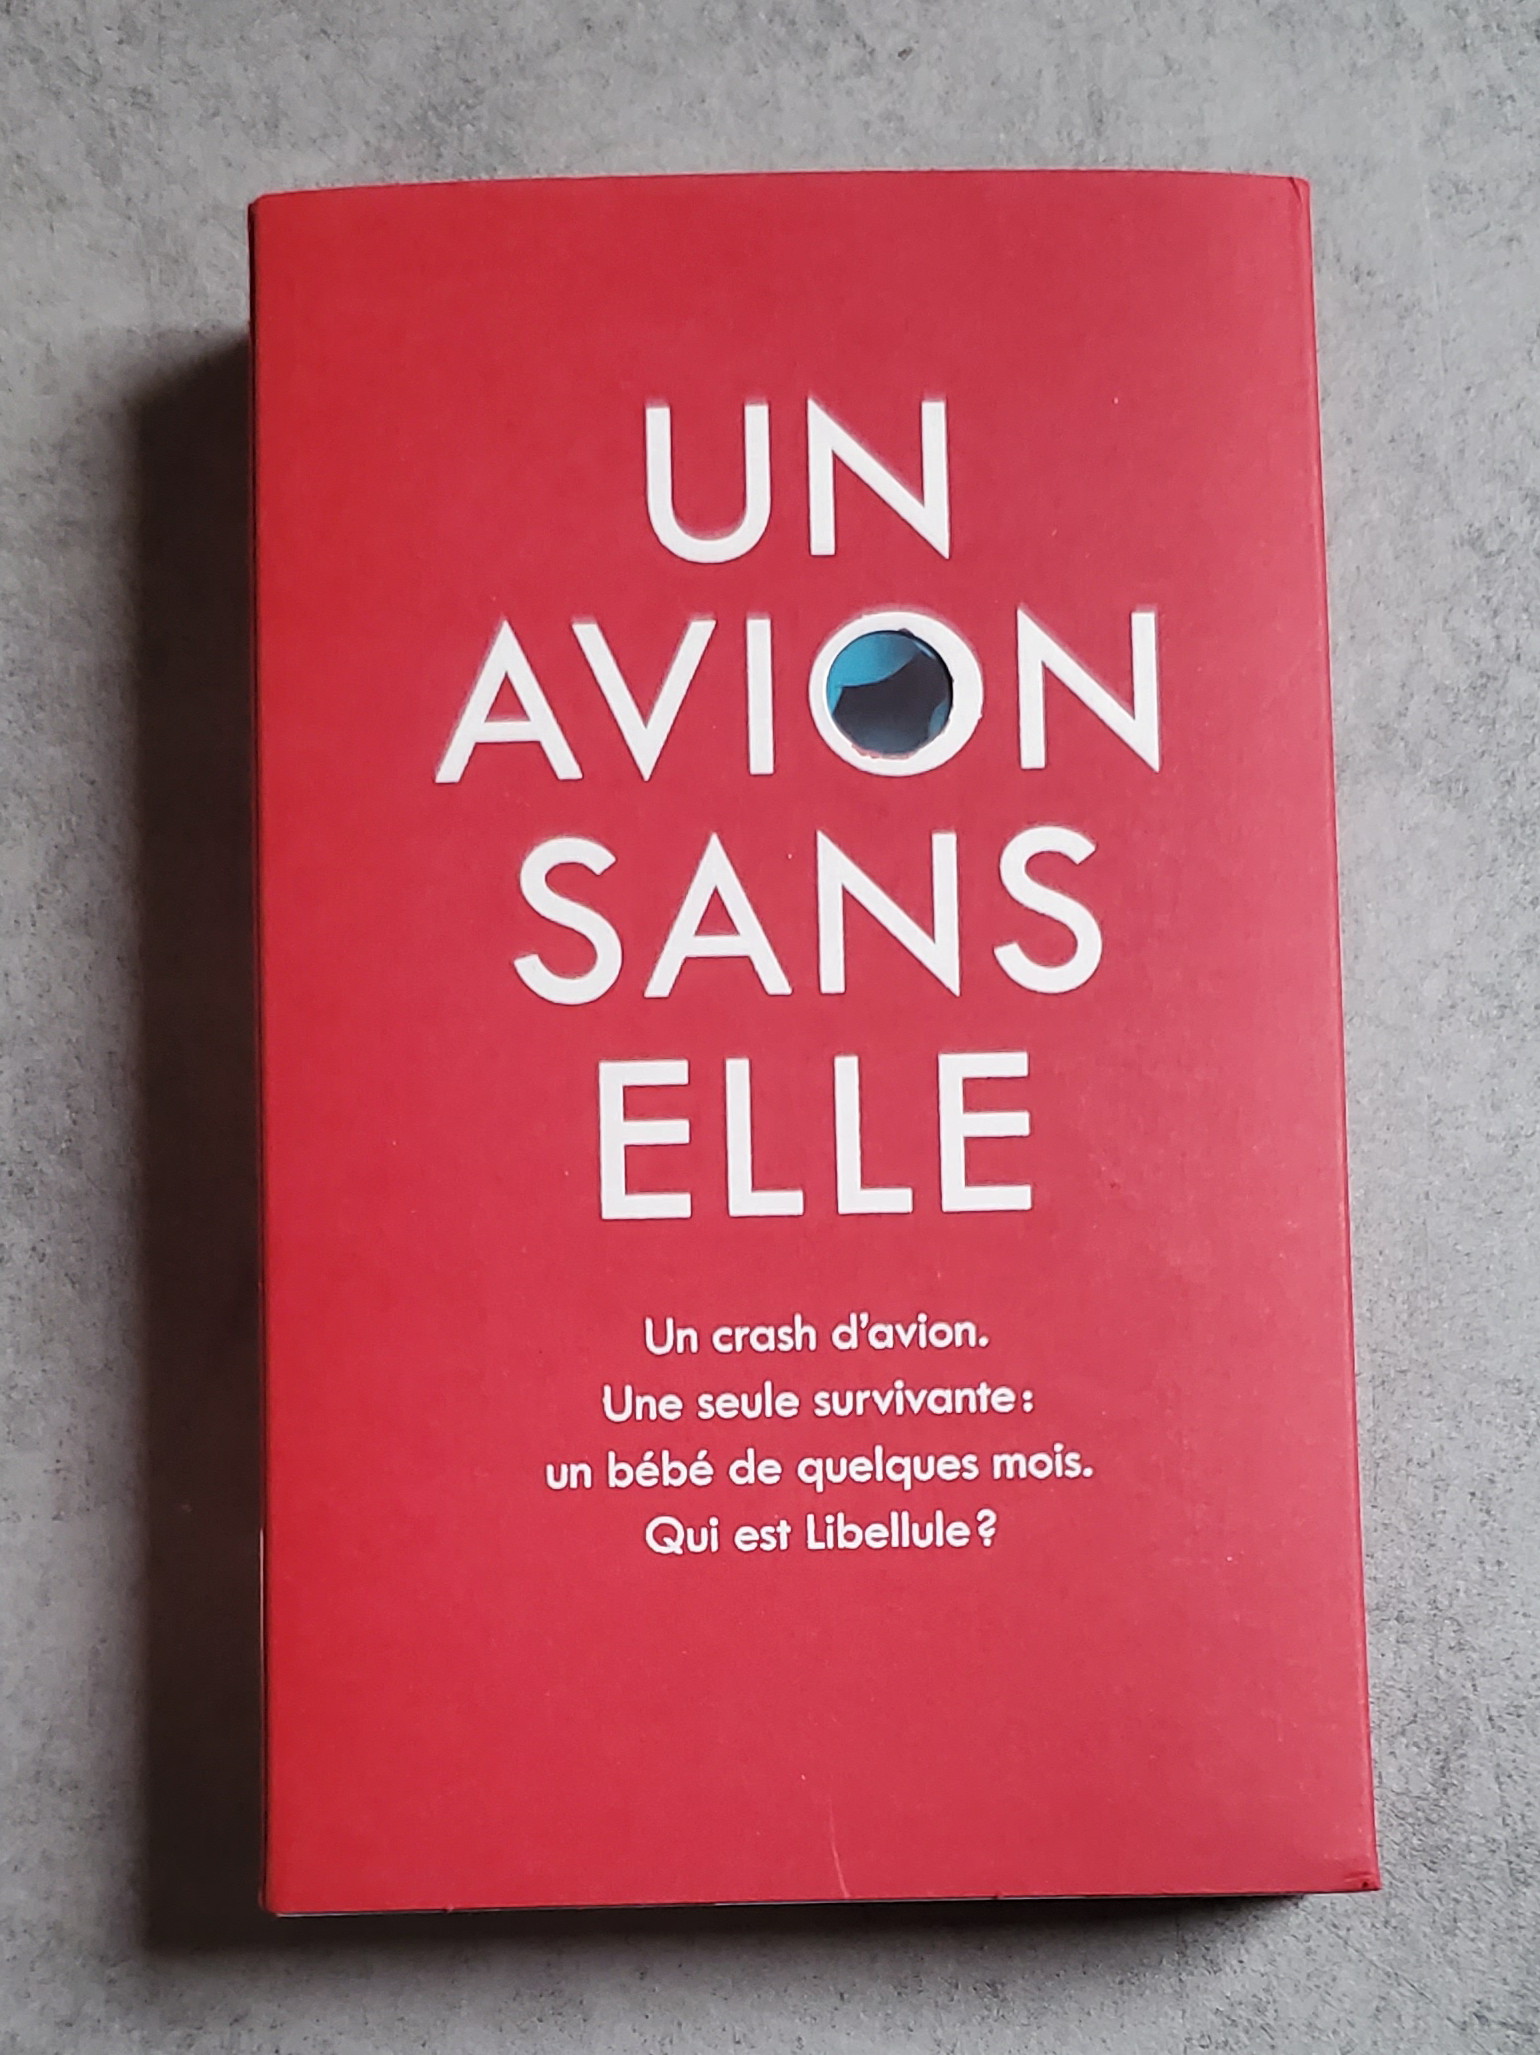 UN
AVION
SANS
ELLE
Un crash d'avion.
Une seule survivante :
un bébé de quelques mois.
Qui est Libellule ?